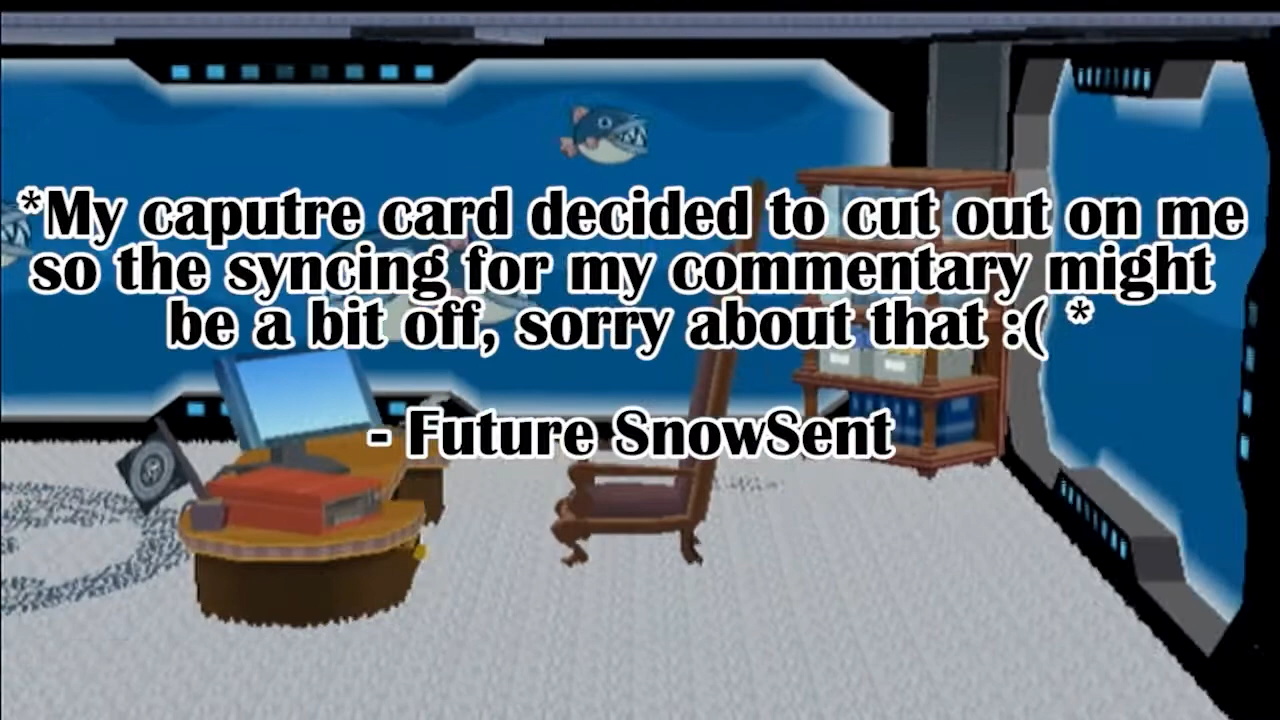 *My caputre card decided to cut out on me
so the syncing for my commentary might
be a bit off, sorry about that :( *
- Future SnowSent